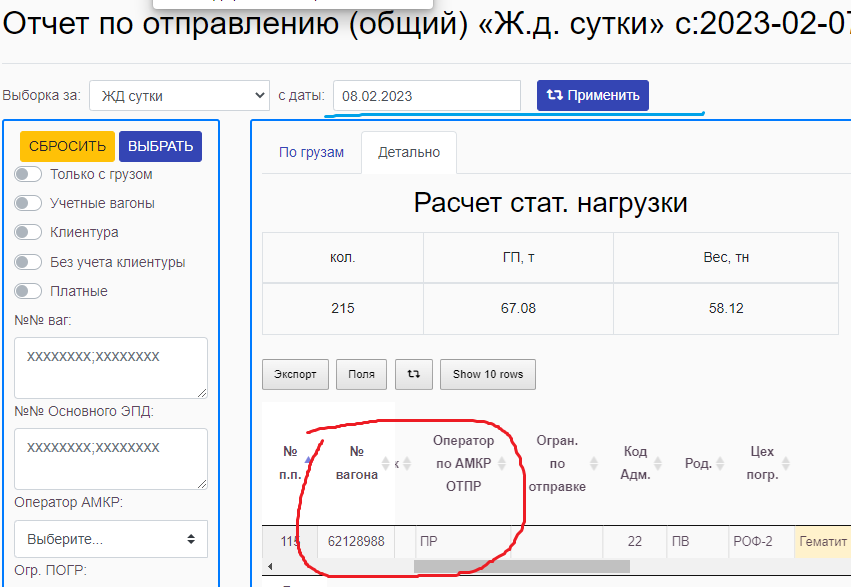 Отчет по отправлению (общий) «Ж.д. сутки» с:2023-02-07
Выборка за: ЖД сутки с даты: 08.02.2023 Применить
СБРОСИТЬ ВЫБРАТЬ
Только с грузом
Учетные вагоны
Клиентура
Без учета клиентуры
Платные
№№ ваг:
XXXXXXXX;XXXXXXXX
№№ Основного ЭПД:
XXXXXXXX;XXXXXXXX
Оператор АМКР:
Выберите...
Огр. ПОГР:
По грузам Детально
Расчет стат. нагрузки
кол. ГП, т Вес, тн
215 67.08 58.12
Экспорт Поля Show 10 rows
№ п.п. № вагона к Оператор по АМКР ОТПР Огран. по отправке Код Адм. Род. Цех погр.
115 62128988 ПР 22 ПВ РОФ-2 Гематит